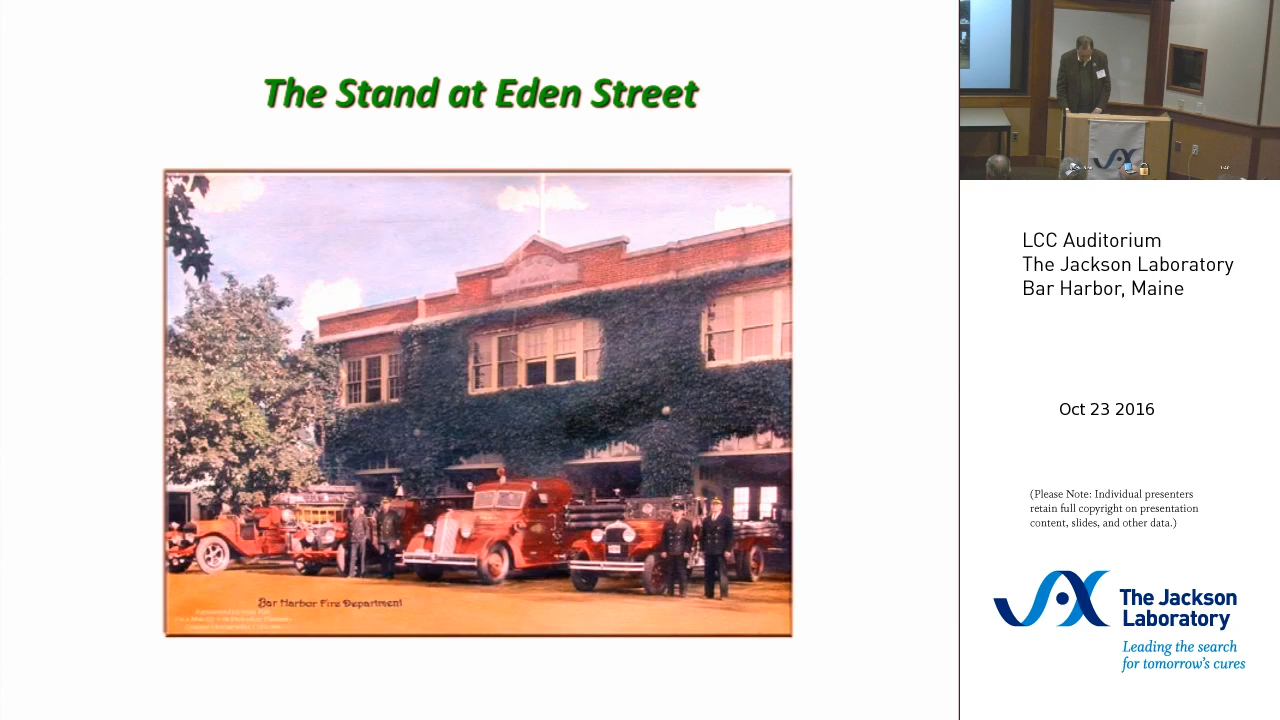 The Stand at Eden Street
Bar Harbor Fire Department
LCC Auditorium
The Jackson Laboratory
Bar Harbor, Maine
Oct 23 2016
(Please Note: Individual presenters
retain full copyright on presentation
content, slides, and other data.)
The Jackson
Laboratory
Leading the search
for tomorrow's cures